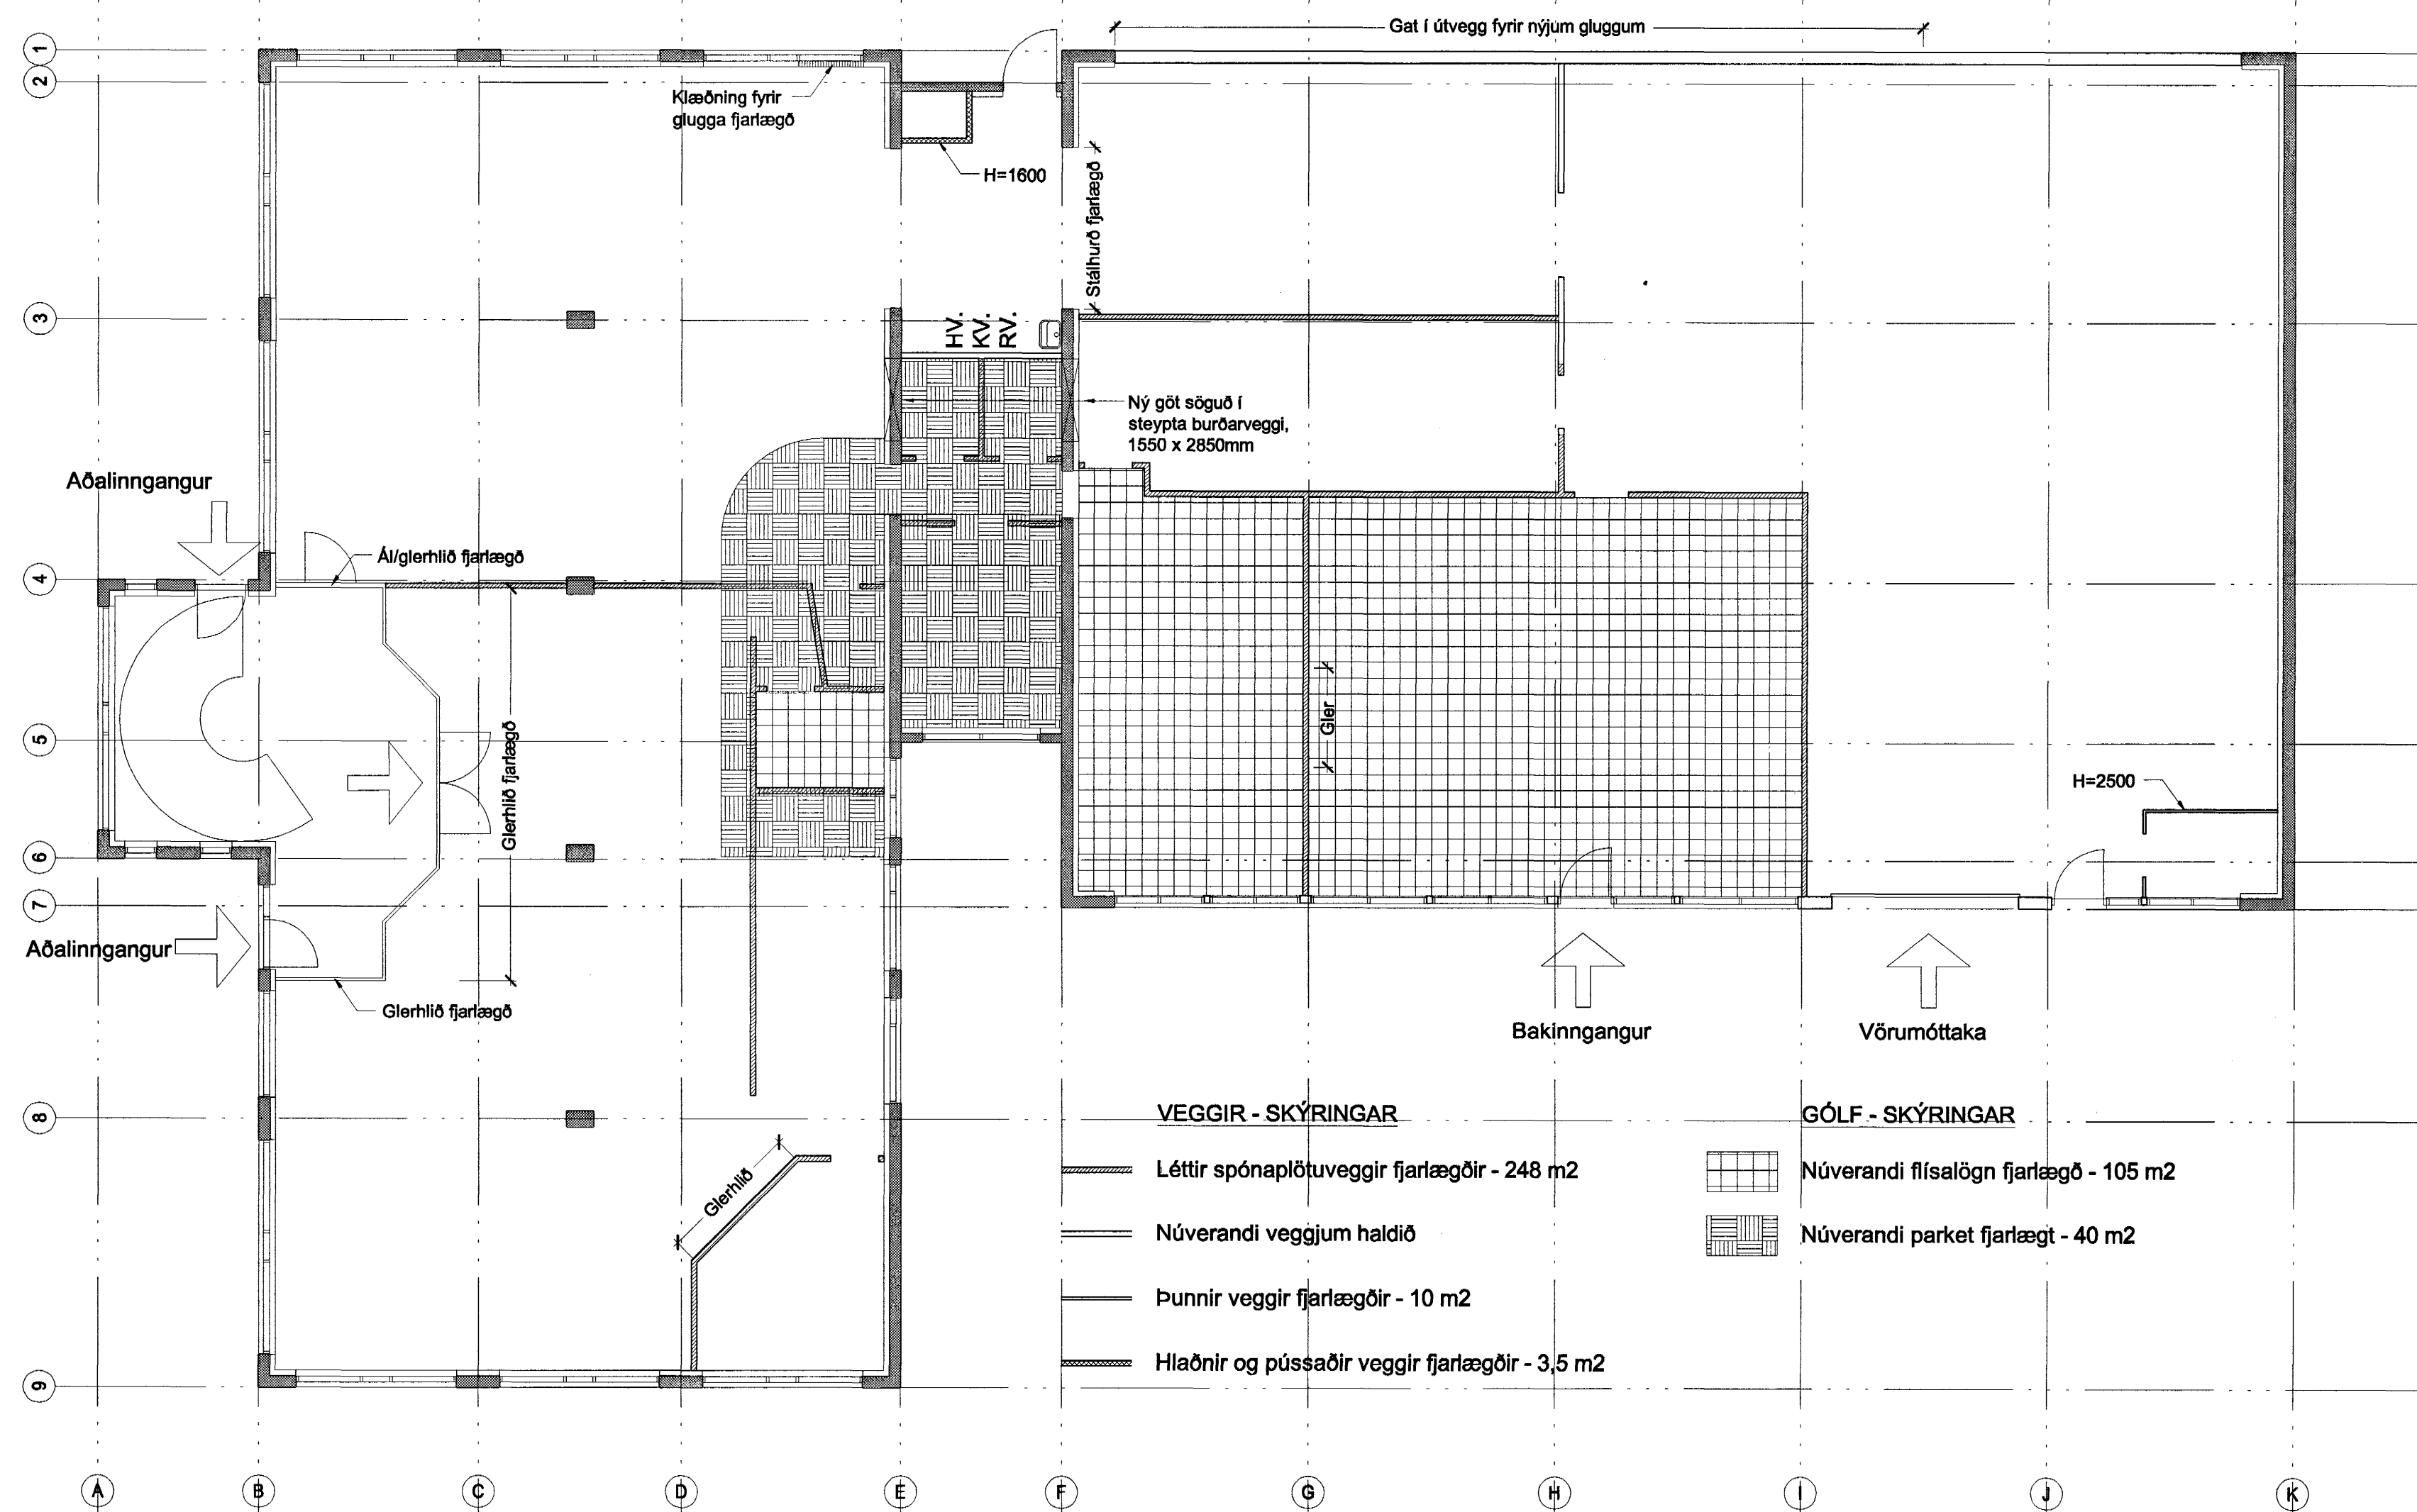 Gat í útvegg fyrir nýjum gluggum
1
2
Klæðning fyrir
glugga fjarlægð
H=1600
Stálhurð fjarlægð
3
HV.
KV.
RV.
Ný göt söguð í
steypta burðarveggi,
1550 x 2850mm
Aðalinngangur
Ál/glerhlið fjarlægð
4
Glerhlið fjarlægð
Gler
5
H=2500
6
7
Aðalinngangur
Glerhlið fjarlægð
Bakinngangur
Vörumóttaka
8
Glerhlið
VEGGIR - SKÝRINGAR
Léttir spónaplötuveggir fjarlægðir - 248 m2
Núverandi veggjum haldið
Þunnir veggir fjarlægðir - 10 m2
Hlaðnir og pússaðir veggir fjarlægðir - 3,5 m2
GÓLF - SKÝRINGAR
Núverandi flísalögn fjarlægð - 105 m2
Núverandi parket fjarlægt - 40 m2
9
A B C D E F G H I J K